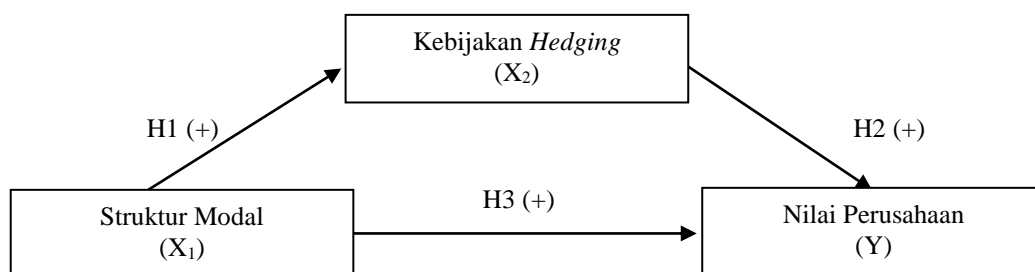 Kebijakan Hedging
(X₂)
H1 (+)
H2 (+)
H3 (+)
Struktur Modal
(X₁)
Nilai Perusahaan
(Y)